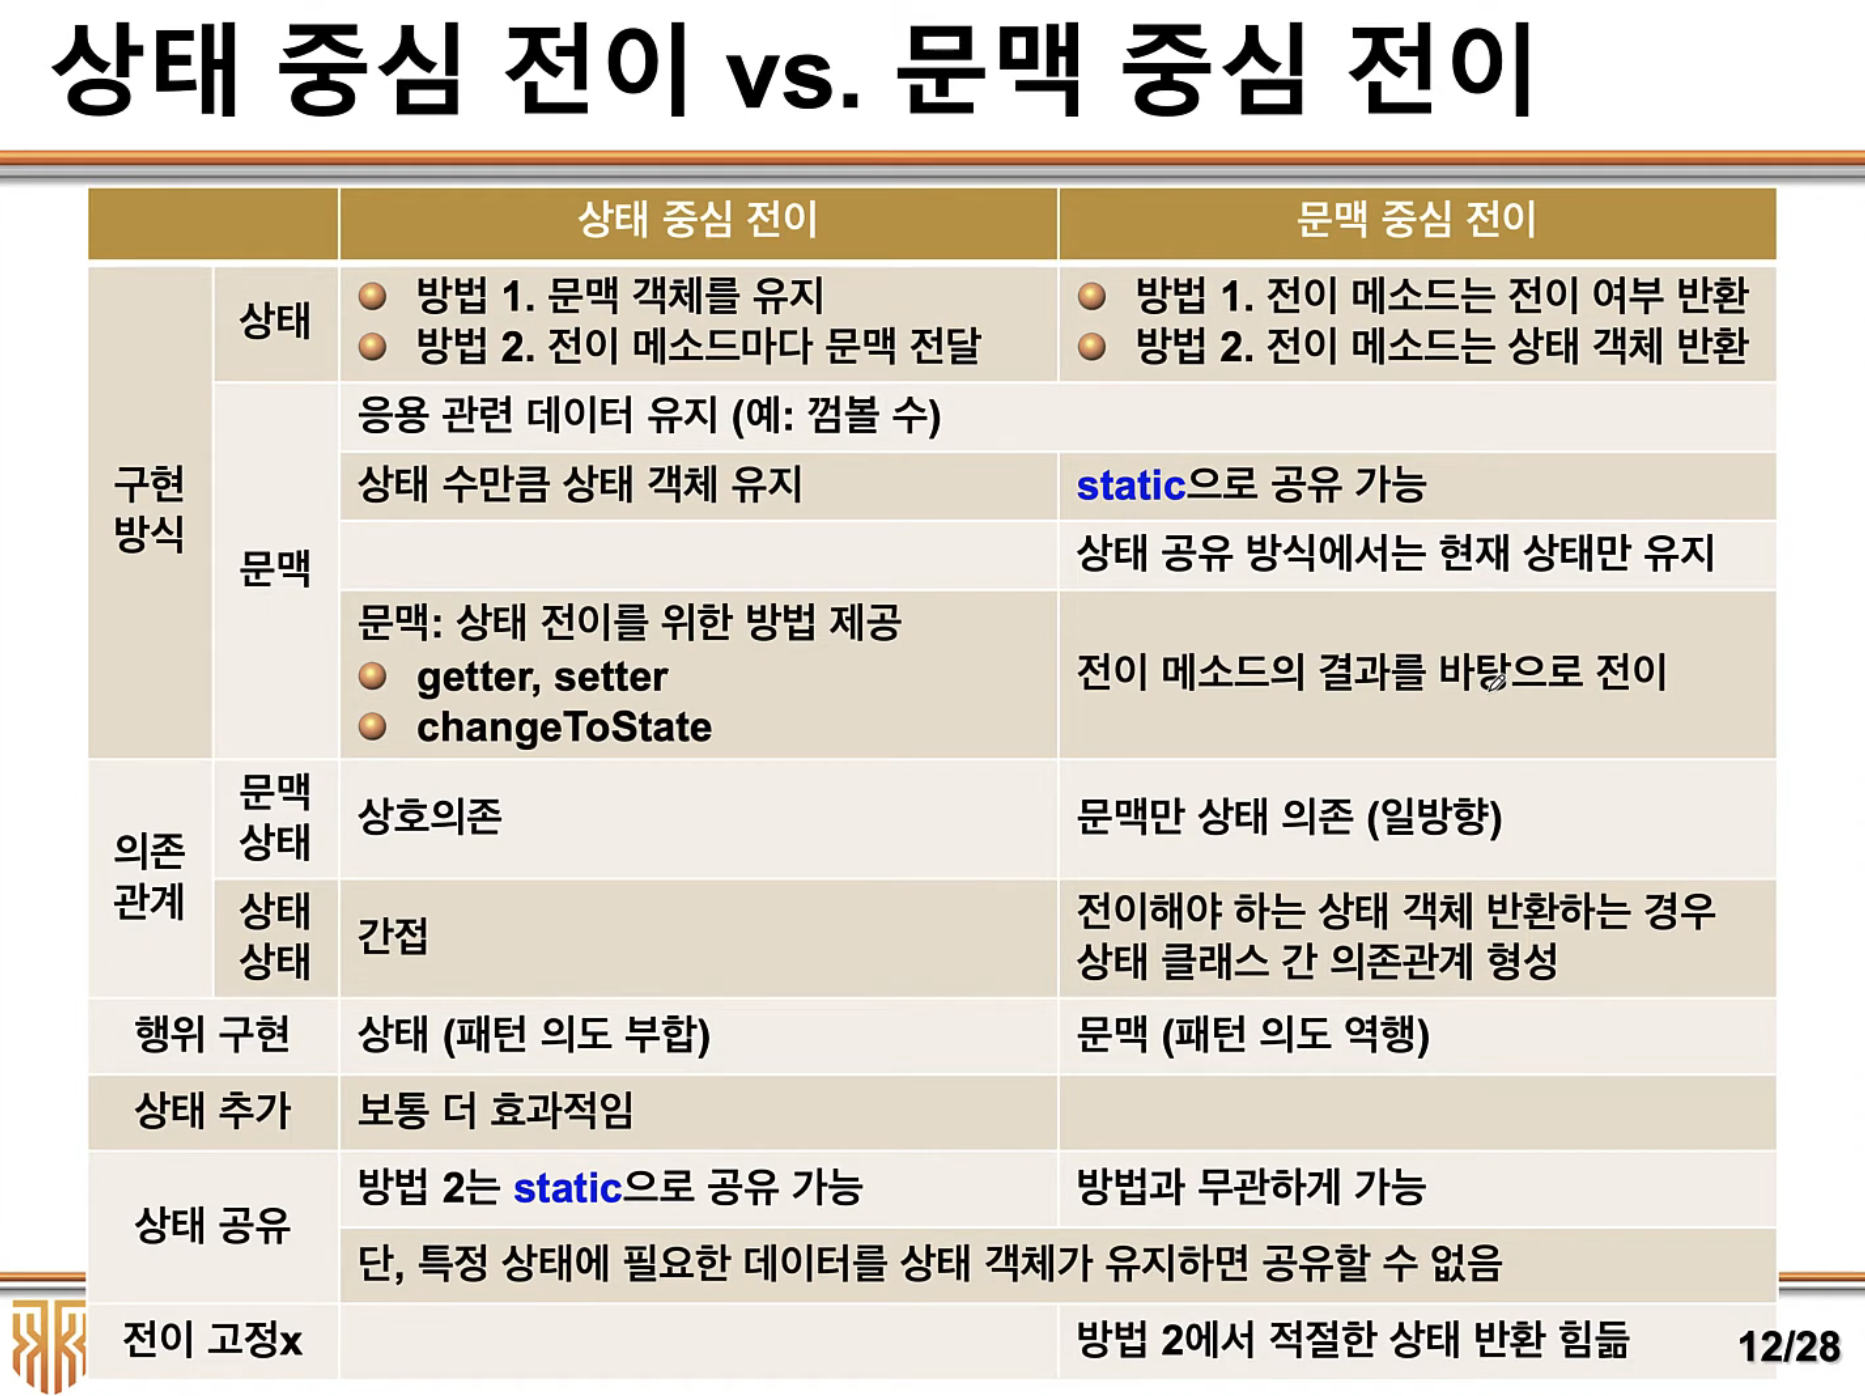 상태 중심 전이 vs. 문맥 중심 전이
상태 중심 전이
문맥 중심 전이
구현
방식
상태
방법 1. 문맥 객체를 유지
방법 2. 전이 메소드마다 문맥 전달
방법 1. 전이 메소드는 전이 여부 반환
방법 2. 전이 메소드는 상태 객체 반환
문맥
응용 관련 데이터 유지 (예: 껌볼 수)
상태 수만큼 상태 객체 유지
static으로 공유 가능
상태 공유 방식에서는 현재 상태만 유지
문맥: 상태 전이를 위한 방법 제공
getter, setter
changeToState
전이 메소드의 결과를 바탕으로 전이
의존
관계
문맥
상태
상호의존
문맥만 상태 의존 (일방향)
상태
상태
간접
전이해야 하는 상태 객체 반환하는 경우
상태 클래스 간 의존관계 형성
행위 구현
상태 (패턴 의도 부합)
문맥 (패턴 의도 역행)
상태 추가
보통 더 효과적임
상태 공유
방법 2는 static으로 공유 가능
방법과 무관하게 가능
단, 특정 상태에 필요한 데이터를 상태 객체가 유지하면 공유할 수 없음
전이 고정x
방법 2에서 적절한 상태 반환 힘듦
12/28